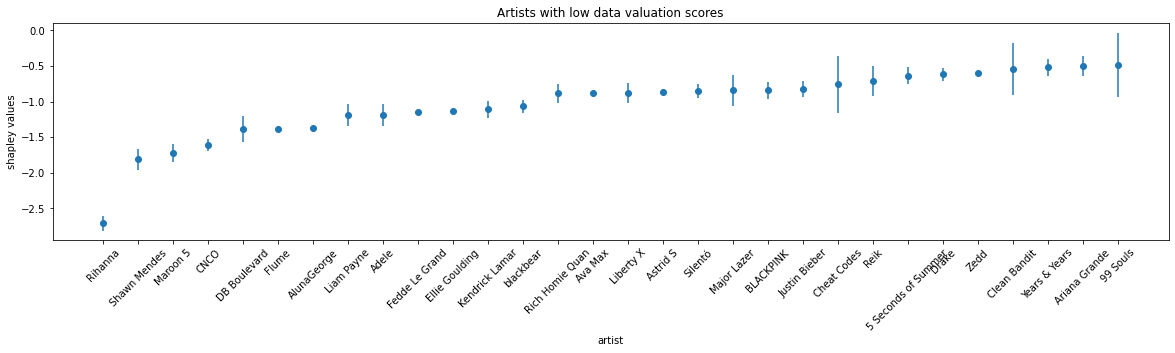 Artists with low data valuation scores
0.0
−0.5
−1.0
−1.5
−2.0
−2.5
shapley values
Rihanna
Shawn Mendes
Maroon 5
CNCO
DB Boulevard
Flume
AlunaGeorge
Liam Payne
Adele
Fedde Le Grand
Ellie Goulding
Kendrick Lamar
blackbear
Rich Homie Quan
Ava Max
Liberty X
Astrid S
Silentó
Major Lazer
BLACKPINK
Justin Bieber
Cheat Codes
Reik
5 Seconds of Summer
Drake
Zedd
Clean Bandit
Years & Years
Ariana Grande
99 Souls
artist